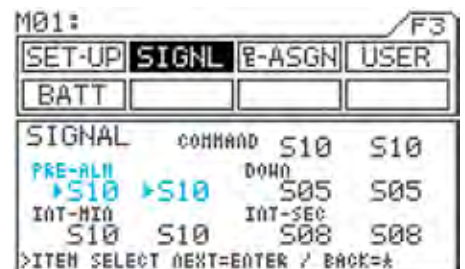 M01: F3
SET-UP SIGNL E-ASGN USER
BATT
SIGNAL COMMAND S10 S10
PRE-ALM DOWN
▸S10 ▸S10 S05 S05
INT-MIN INT-SEC
S10 S10 S08 S08
>ITEM SELECT NEXT=ENTER / BACK=